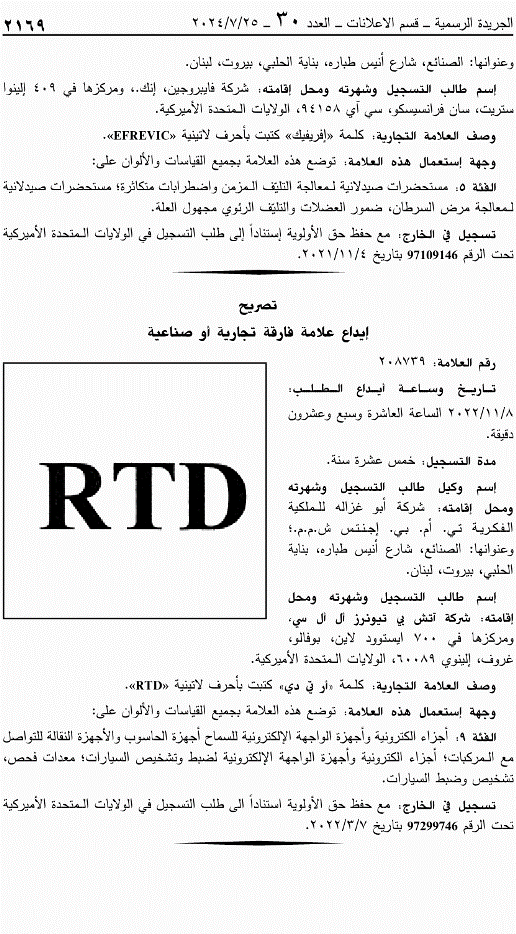 الجريدة الرسمية ــ قسم الاعلانات ــ العدد ٣٠ ــ ٢٠٢٤/٧/٢٥
٢١٦٩
وعنوانها: الصنائع، شارع أنيس طباره، بناية الحلبي، بيروت، لبنان.
إسم طالب التسجيل وشهرته ومحل إقامته: شركة فايبروجين، إنك.، ومركزها في ٤٠٩ إلينوا
ستريت، سان فرانسيسكو، سي آي ٩٤١٥٨، الولايات المتحدة الأميركية.
وصف العلامة التجارية: كلمة «إفريفيك» كتبت بأحرف لاتينية «EFREVIC».
وجهة إستعمال هذه العلامة: توضع هذه العلامة بجميع القياسات والألوان على:
الفئة ٥: مستحضرات صيدلانية لمعالجة التليّف المزمن واضطرابات متكاثرة؛ مستحضرات صيدلانية
لمعالجة مرض السرطان، ضمور العضلات والتليّف الرئوي مجهول العلة.
تسجيل في الخارج: مع حفظ حق الأولوية إستناداً إلى طلب التسجيل في الولايات المتحدة الأميركية
تحت الرقم 97109146 بتاريخ ٢٠٢١/١١/٤.
تصريح
إيداع علامة فارقة تجارية أو صناعية
رقم العلامة: ٢٠٨٧٣٩
تاريخ وساعة أيداع الطلب:
٢٠٢٢/١١/٨ الساعة العاشرة وسبع وعشرون
دقيقة.
مدة التسجيل: خمس عشرة سنة.
إسم وكيل طالب التسجيل وشهرته
ومحل إقامته: شركة أبو غزاله للملكية
الفكرية تي. أم. بي. إجنتس ش.م.م.؛
وعنوانها: الصنائع، شارع أنيس طباره، بناية
الحلبي، بيروت، لبنان.
إسم طالب التسجيل وشهرته ومحل
إقامته: شركة آتش بي تيونرز آل آل سي،
ومركزها في ٧٠٠ ايستوود لاين، بوفالو،
غروف، إلينوي ٦٠٠٨٩، الولايات المتحدة الأميركية.
RTD
وصف العلامة التجارية: كلمة «أر تي دي» كتبت بأحرف لاتينية «RTD».
وجهة إستعمال هذه العلامة: توضع هذه العلامة بجميع القياسات والألوان على:
الفئة ٩: أجزاء الكترونية وأجهزة الواجهة الإلكترونية للسماح أجهزة الحاسوب والأجهزة النقالة للتواصل
مع المركبات؛ أجزاء الكترونية وأجهزة الواجهة الإلكترونية لضبط وتشخيص السيارات؛ معدات فحص،
تشخيص وضبط السيارات.
تسجيل في الخارج: مع حفظ حق الأولوية استناداً الى طلب التسجيل في الولايات المتحدة الأميركية
تحت الرقم 97299746 بتاريخ ٢٠٢٢/٣/٧.